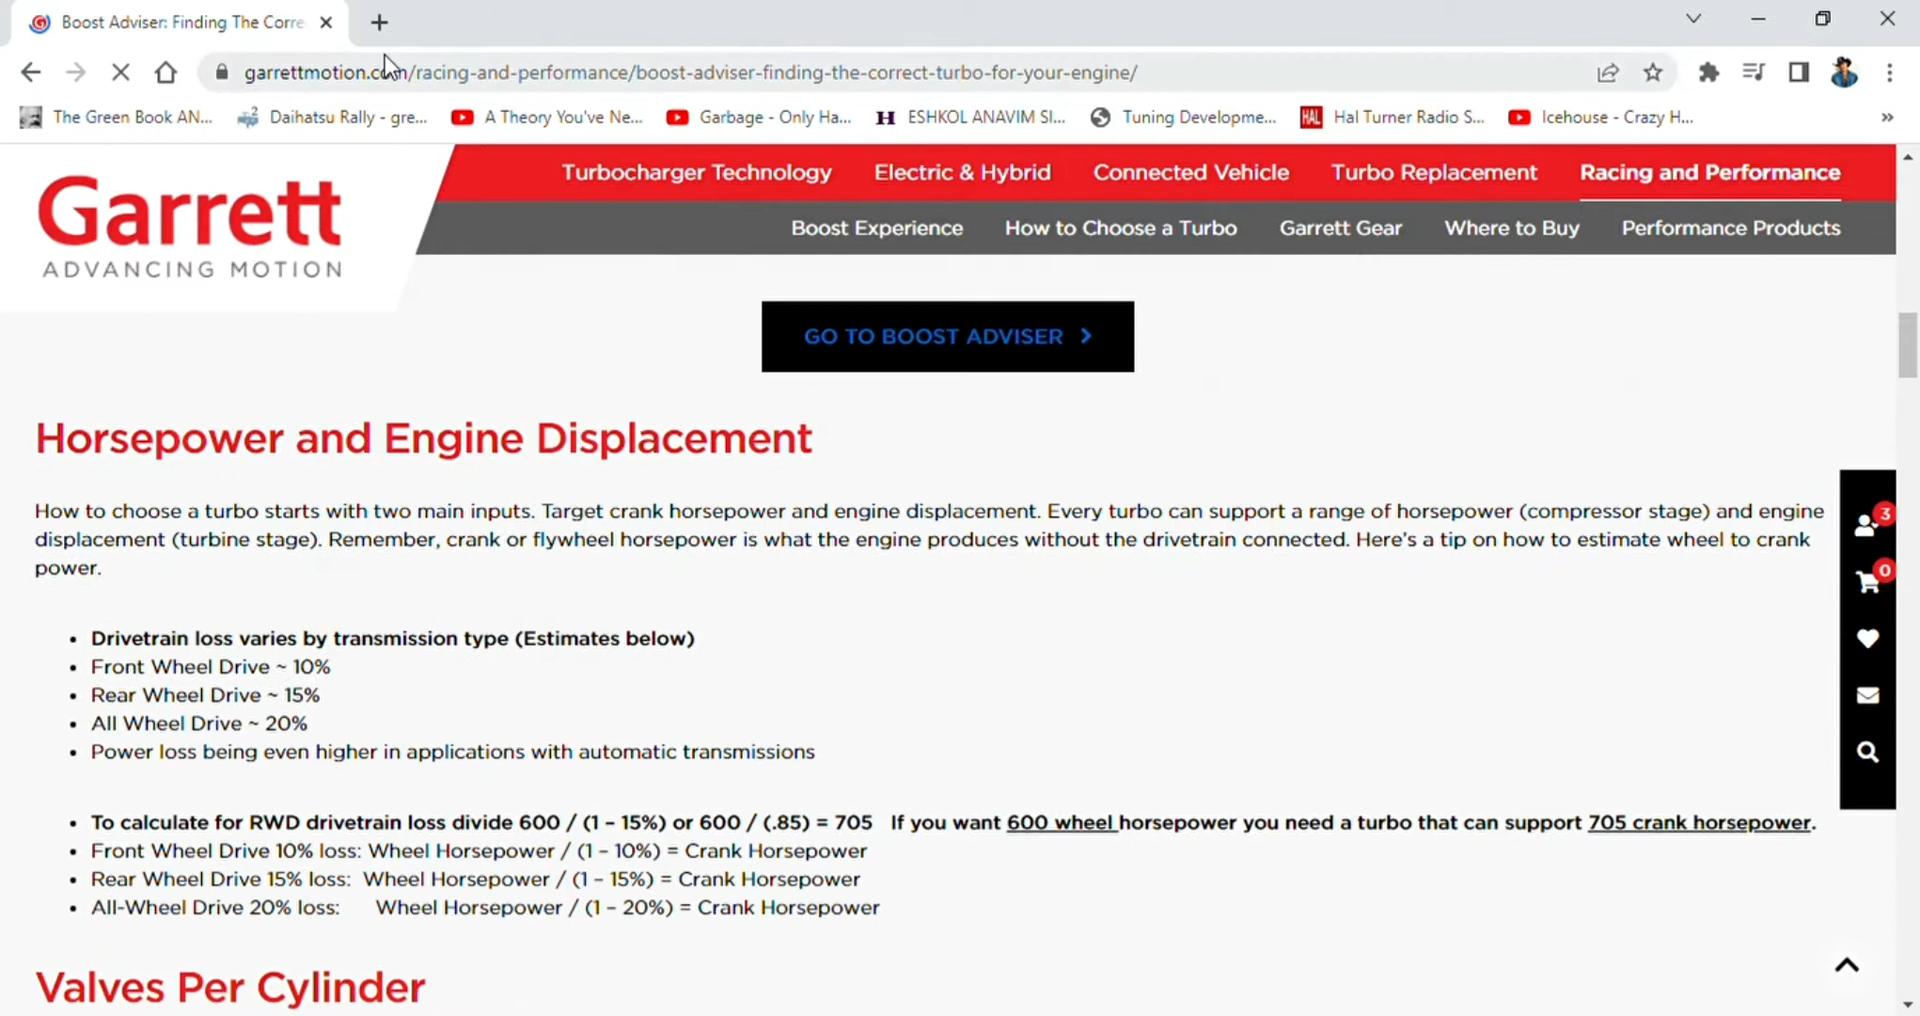 Boost Adviser: Finding The Corre
garrettmotion.com/racing-and-performance/boost-adviser-finding-the-correct-turbo-for-your-engine/
The Green Book AN...
Daihatsu Rally - gre...
A Theory You've Ne...
Garbage - Only Ha...
ESHKOL ANAVIM SI...
Tuning Developme...
HAL
Hal Turner Radio S...
Icehouse - Crazy H...
»
Garrett
ADVANCING MOTION
Turbocharger Technology
Electric & Hybrid
Connected Vehicle
Turbo Replacement
Racing and Performance
Boost Experience
How to Choose a Turbo
Garrett Gear
Where to Buy
Performance Products
GO TO BOOST ADVISER >
Horsepower and Engine Displacement
How to choose a turbo starts with two main inputs. Target crank horsepower and engine displacement. Every turbo can support a range of horsepower (compressor stage) and engine
displacement (turbine stage). Remember, crank or flywheel horsepower is what the engine produces without the drivetrain connected. Here's a tip on how to estimate wheel to crank
power.
• Drivetrain loss varies by transmission type (Estimates below)
• Front Wheel Drive ~ 10%
• Rear Wheel Drive ~ 15%
• All Wheel Drive ~ 20%
• Power loss being even higher in applications with automatic transmissions
• To calculate for RWD drivetrain loss divide 600 / (1 – 15%) or 600 / (.85) = 705 If you want 600 wheel horsepower you need a turbo that can support 705 crank horsepower.
• Front Wheel Drive 10% loss: Wheel Horsepower / (1 – 10%) = Crank Horsepower
• Rear Wheel Drive 15% loss: Wheel Horsepower / (1 – 15%) = Crank Horsepower
• All-Wheel Drive 20% loss: Wheel Horsepower / (1 – 20%) = Crank Horsepower
3
0
Valves Per Cylinder